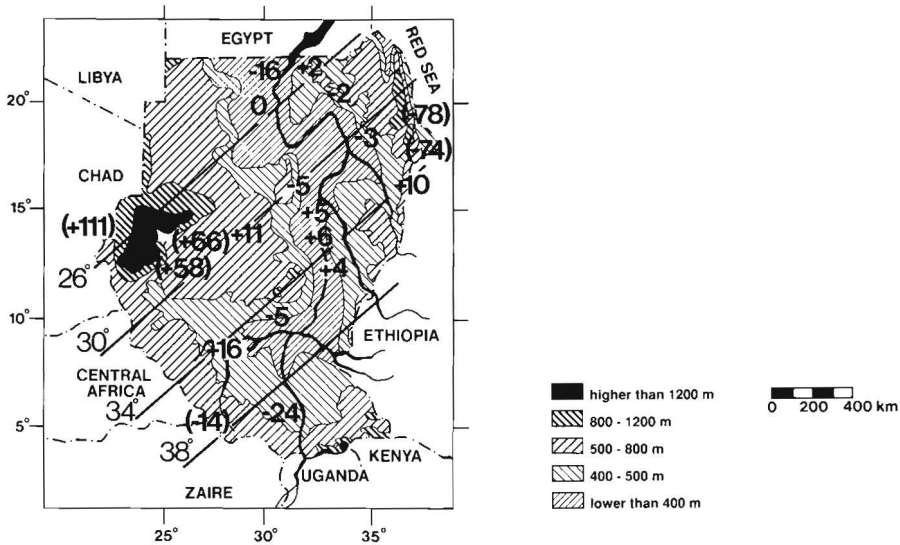 EGYPT
RED SEA
LIBYA
-16 +2
20°
0 -2
(-78)
-3
(-74)
CHAD
-5 +10
15°
(+111) +5
(+66) +11 +6
(+58) +4
26°
10° -5
30° ETHIOPIA
+16
CENTRAL
AFRICA
34°
5° (-14) -24)
38° KENYA
UGANDA
ZAIRE
25° 30° 35°
higher than 1200 m
800 - 1200 m
500 - 800 m
400 - 500 m
lower than 400 m
0 200 400 km